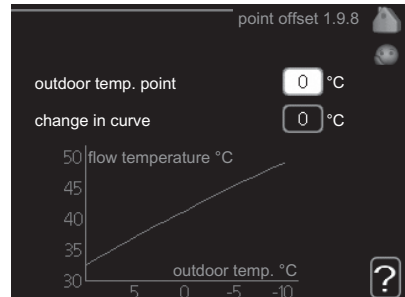 point offset 1.9.8
outdoor temp. point 0 °C
change in curve 0 °C
50 flow temperature °C
45
40
35
outdoor temp. °C
30
5 0 -5 -10
?